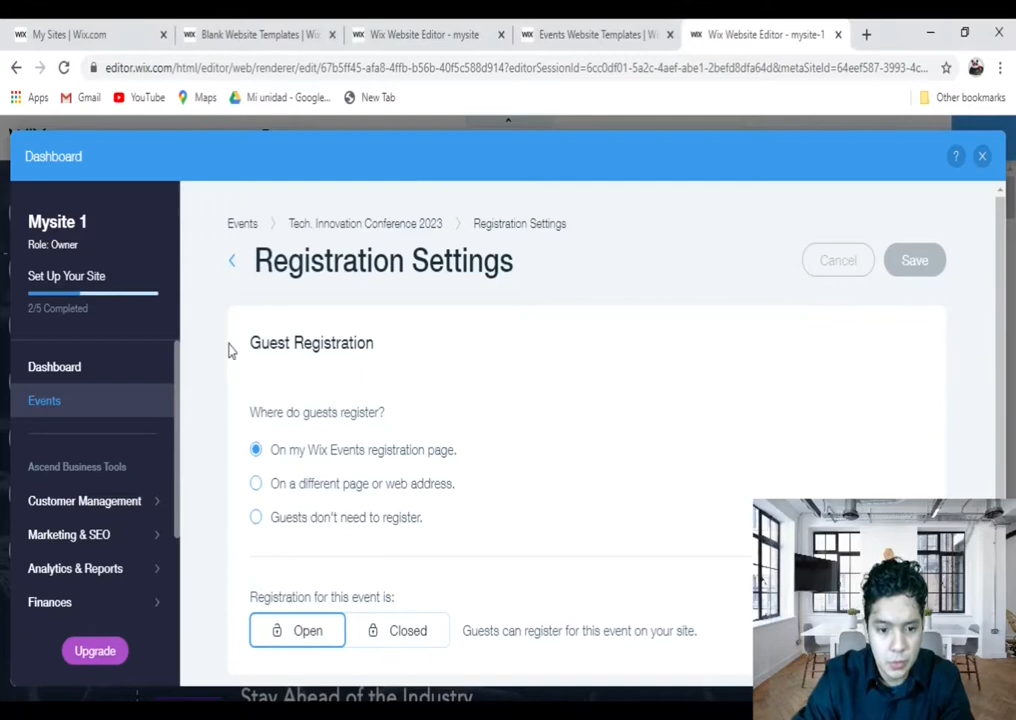 WIX My Sites | Wix.com
WIX Blank Website Templates | W
WIX Wix Website Editor - mysite
WIX Events Website Templates | W
WIX Wix Website Editor - mysite-1
editor.wix.com/html/editor/web/renderer/edit/67b5ff45-afa8-4ffb-b56b-40f5c588d914?editorSessionId=6cc0df01-5a2c-4aef-abe1-2befd8dfa64d&metaSiteId=64eef587-3993-4c...
Apps Gmail YouTube Maps Mi unidad - Google... New Tab Other bookmarks
Dashboard ?
Mysite 1
Role: Owner
Set Up Your Site
2/5 Completed
Dashboard
Events
Ascend Business Tools
Customer Management
Marketing & SEO
Analytics & Reports
Finances
Upgrade
Events Tech. Innovation Conference 2023 Registration Settings
Registration Settings
Cancel Save
Guest Registration
Where do guests register?
On my Wix Events registration page.
On a different page or web address.
Guests don't need to register.
Registration for this event is:
Open Closed Guests can register for this event on your site.
Stay Ahead of the Industry